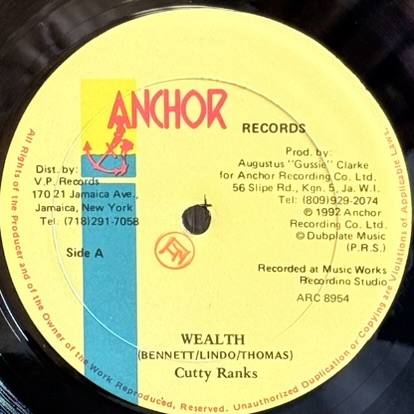 ANCHOR RECORDS
Dist. by:
V.P. Records
170 21 Jamaica Ave.,
Jamaica, New York
Tel. (718)291-7058
Side A
Prod. by:
Augustus "Gussie" Clarke
for Anchor Recording Co. Ltd.
56 Slipe Rd., Kgn. 5, Ja. W.I.
Tel: (809)929-2074
℗ 1992 Anchor
Recording Co. Ltd.
© Dubplate Music
(P.R.S.)
Recorded at Music Works
Recording Studio
ARC 8954
WEALTH
(BENNETT/LINDO/THOMAS)
Cutty Ranks
All Rights of the Producer and of the Owner of the Work Reproduced, Reserved. Unauthorized Duplication or Copying are Violations of Applicable Laws.